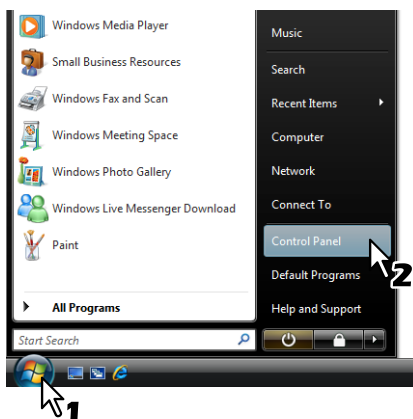 Windows Media Player
Small Business Resources
Windows Fax and Scan
Windows Meeting Space
Windows Photo Gallery
Windows Live Messenger Download
Paint
All Programs
Start Search
Music
Search
Recent Items
Computer
Network
Connect To
Control Panel
Default Programs
Help and Support
2
1